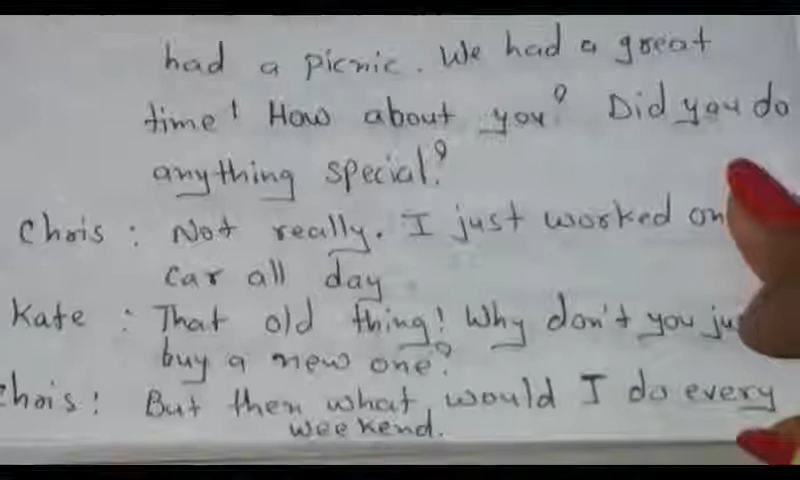 had a picnic. We had a great
time! How about you? Did you do
anything special?
Chris : Not really. I just worked on
car all day
Kate : That old thing! Why don't you ju
buy a new one?
Chris : But then what would I do every
weekend.